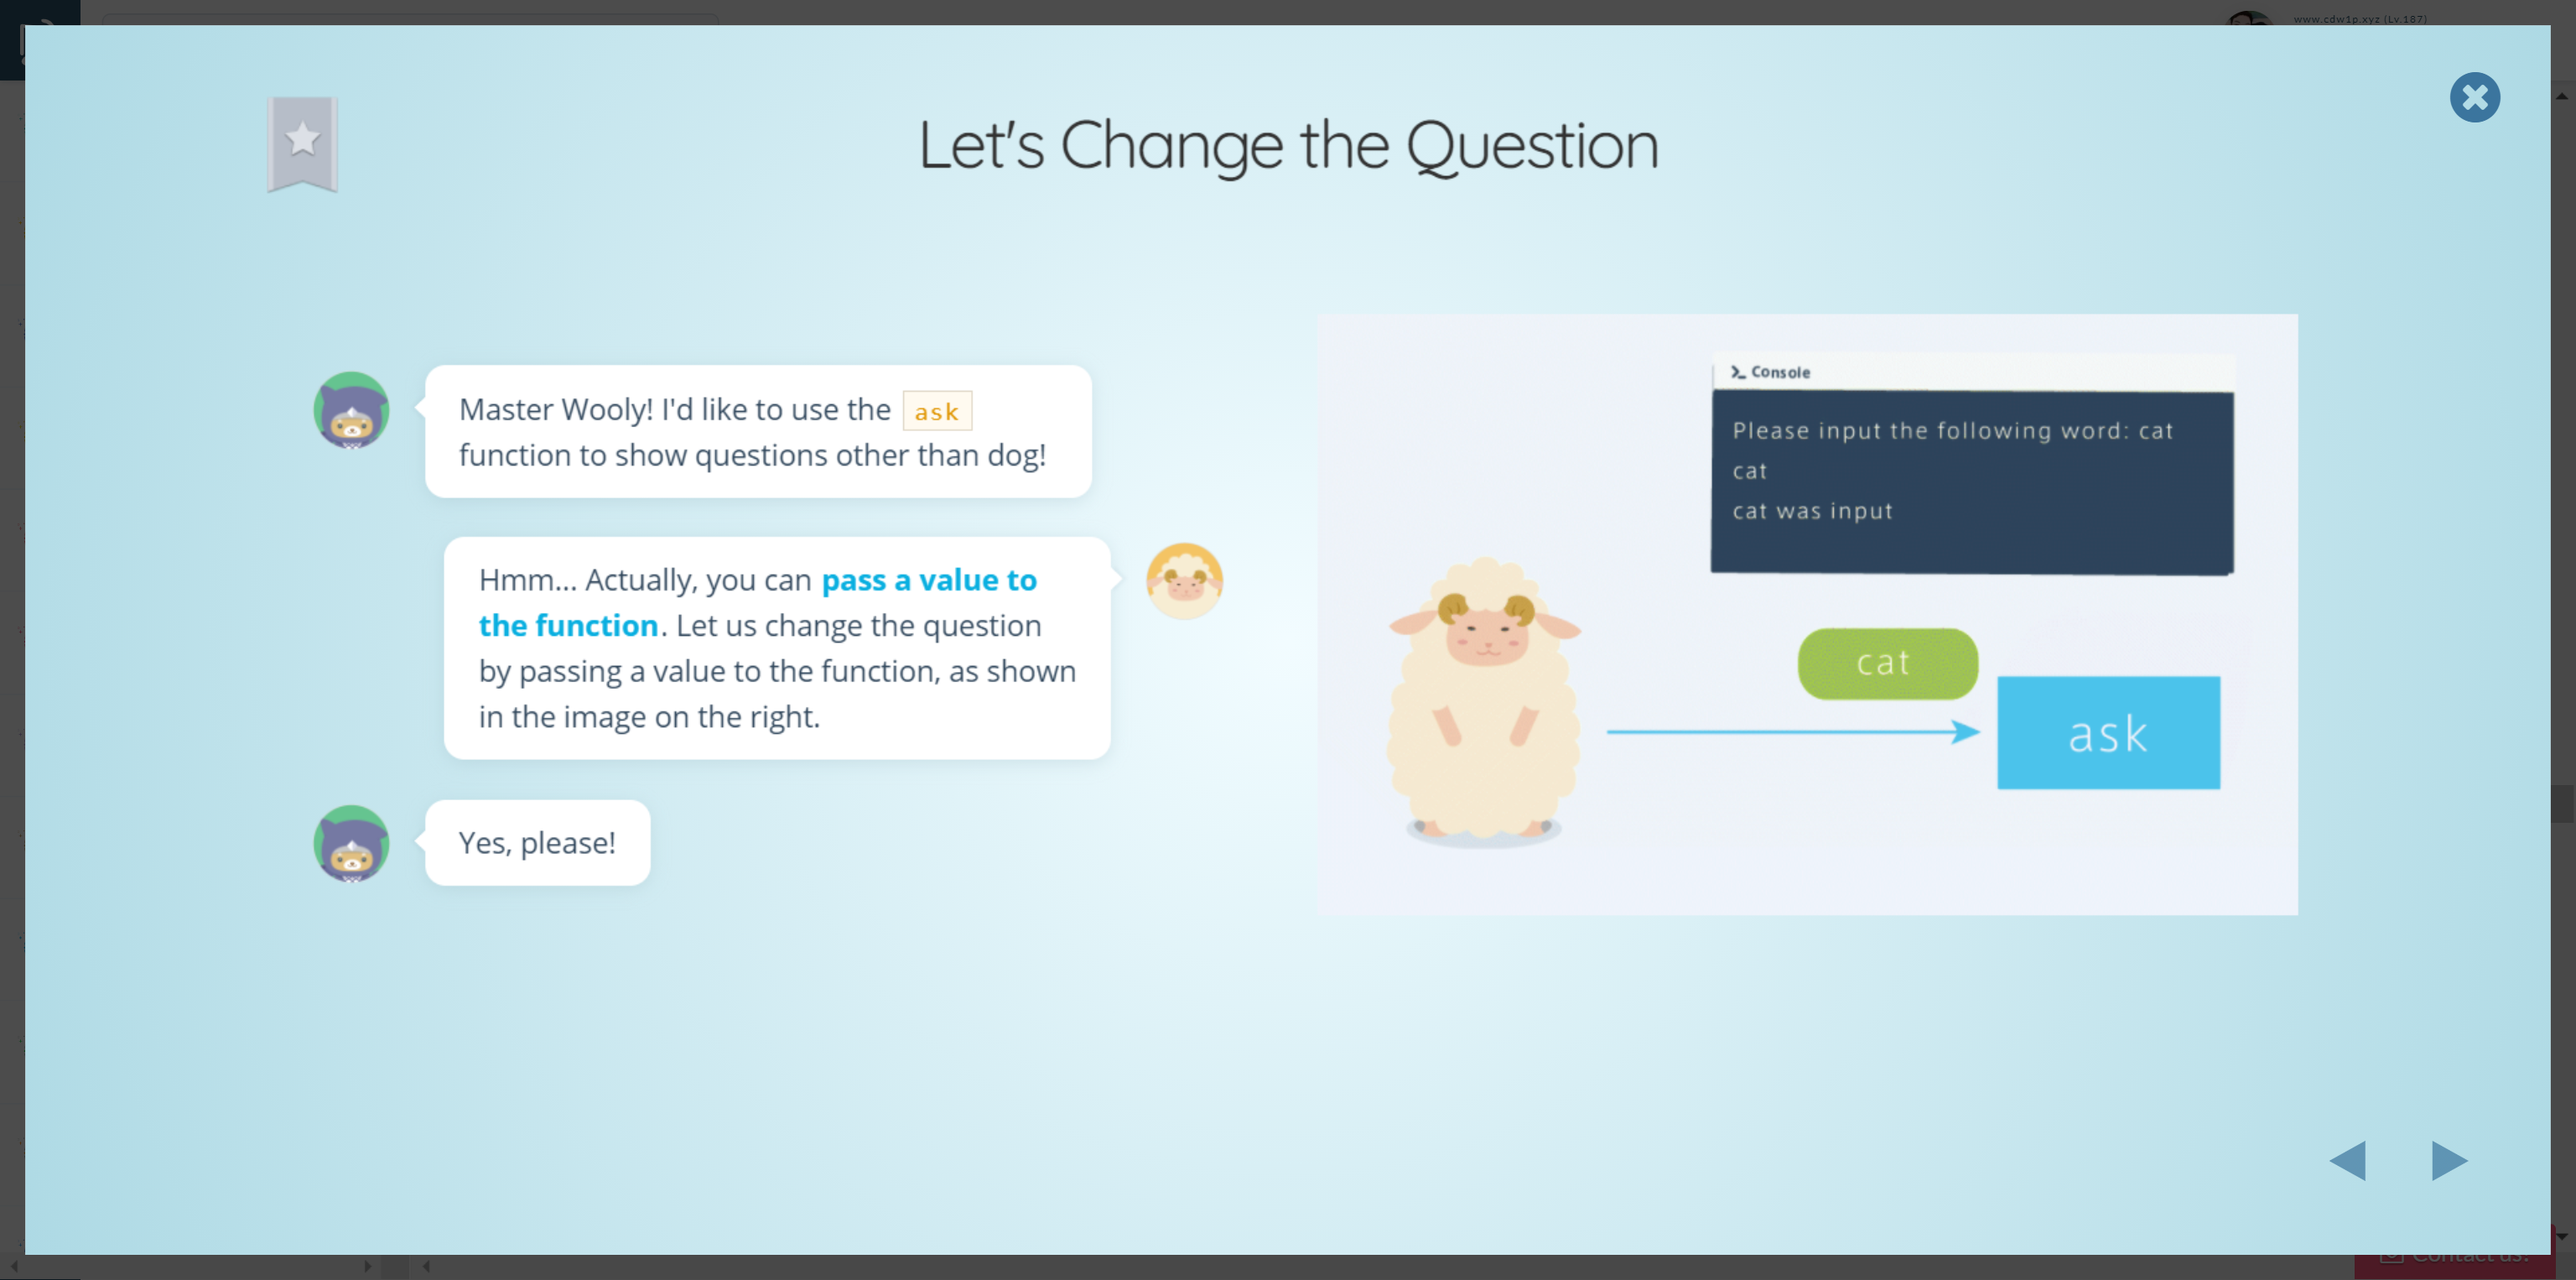 www.cdw1p.xyz (Lv.187)
Let's Change the Question
Master Wooly! I'd like to use the ask
function to show questions other than dog!
Hmm... Actually, you can pass a value to
the function. Let us change the question
by passing a value to the function, as shown
in the image on the right.
Yes, please!
Console
Please input the following word: cat
cat
cat was input
cat
ask
Contact us!